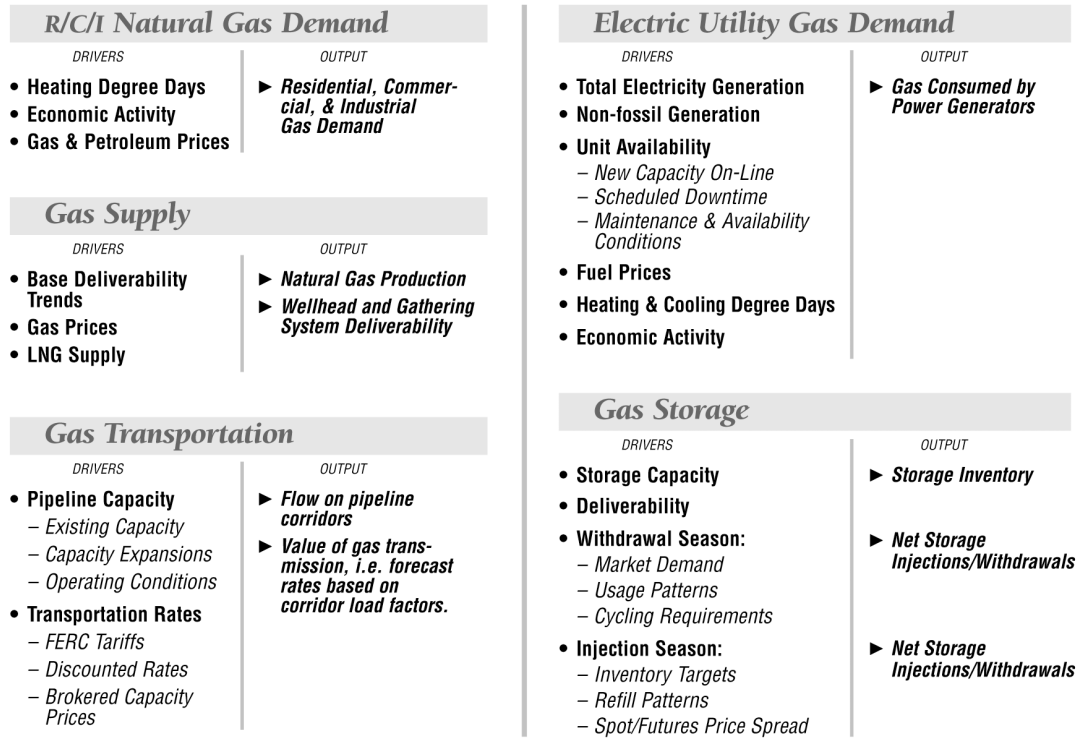 R/C/I Natural Gas Demand
DRIVERS
• Heating Degree Days
• Economic Activity
• Gas & Petroleum Prices
OUTPUT
► Residential, Commer-
cial, & Industrial
Gas Demand
Gas Supply
DRIVERS
• Base Deliverability
Trends
• Gas Prices
• LNG Supply
OUTPUT
► Natural Gas Production
► Wellhead and Gathering
System Deliverability
Gas Transportation
DRIVERS
• Pipeline Capacity
– Existing Capacity
– Capacity Expansions
– Operating Conditions
• Transportation Rates
– FERC Tariffs
– Discounted Rates
– Brokered Capacity
Prices
OUTPUT
► Flow on pipeline
corridors
► Value of gas trans-
mission, i.e. forecast
rates based on
corridor load factors.
Electric Utility Gas Demand
DRIVERS
• Total Electricity Generation
• Non-fossil Generation
• Unit Availability
– New Capacity On-Line
– Scheduled Downtime
– Maintenance & Availability
Conditions
• Fuel Prices
• Heating & Cooling Degree Days
• Economic Activity
OUTPUT
► Gas Consumed by
Power Generators
Gas Storage
DRIVERS
• Storage Capacity
• Deliverability
• Withdrawal Season:
– Market Demand
– Usage Patterns
– Cycling Requirements
• Injection Season:
– Inventory Targets
– Refill Patterns
– Spot/Futures Price Spread
OUTPUT
► Storage Inventory
► Net Storage
Injections/Withdrawals
► Net Storage
Injections/Withdrawals